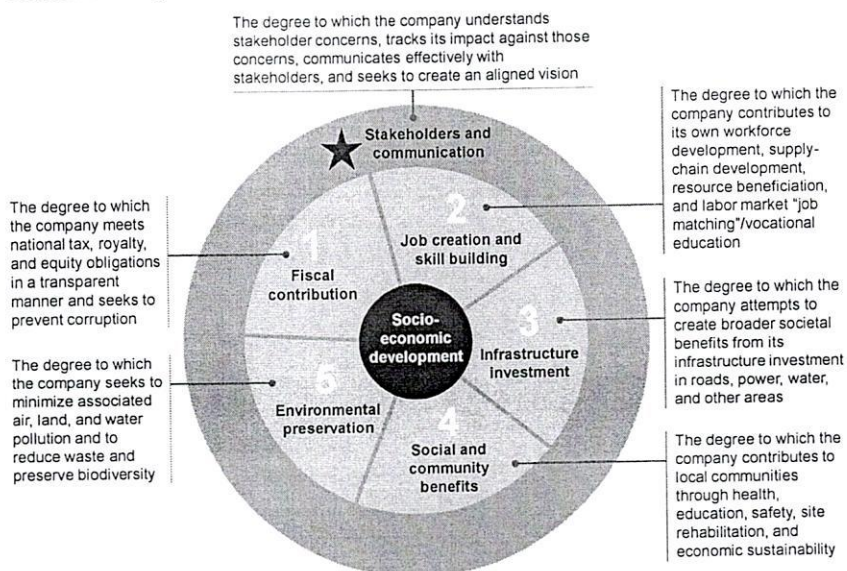 The degree to which the company understands
stakeholder concerns, tracks its impact against those
concerns, communicates effectively with
stakeholders, and seeks to create an aligned vision
Stakeholders and
communication
The degree to which the
company contributes to
its own workforce
development, supply-
chain development,
resource beneficiation,
and labor market "job
matching"/vocational
education
2
Job creation and
skill building
The degree to which
the company meets
national tax, royalty,
and equity obligations
in a transparent
manner and seeks to
prevent corruption
1
Fiscal
contribution
Socio-
economic
development
3
Infrastructure
investment
The degree to which the
company attempts to
create broader societal
benefits from its
infrastructure investment
in roads, power, water,
and other areas
The degree to which
the company seeks to
minimize associated
air, land, and water
pollution and to
reduce waste and
preserve biodiversity
5
Environmental
preservation
4
Social and
community
benefits
The degree to which the
company contributes to
local communities
through health,
education, safety, site
rehabilitation, and
economic sustainability